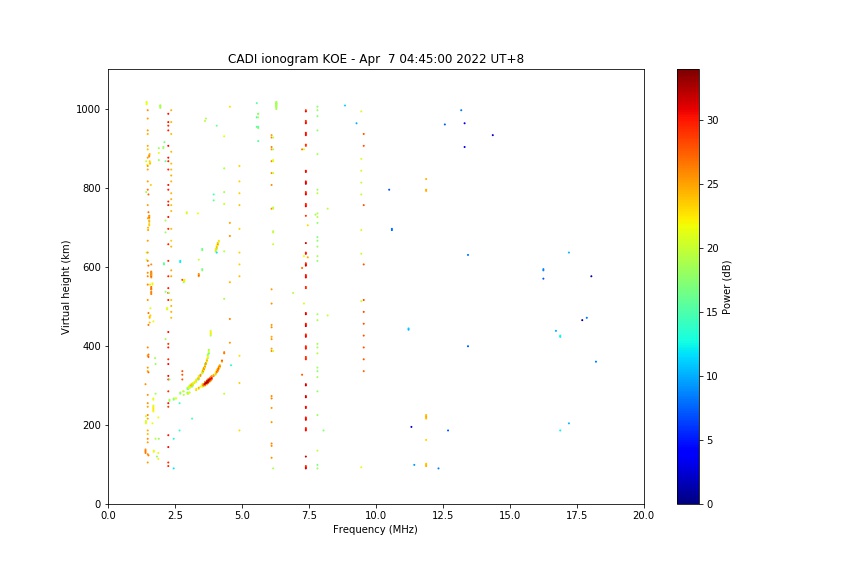 CADI ionogram KOE - Apr  7 04:45:00 2022 UT+8
1000
800
600
400
200
0
Virtual height (km)
0.0 2.5 5.0 7.5 10.0 12.5 15.0 17.5 20.0
Frequency (MHz)
30
25
20
15
10
5
0
Power (dB)